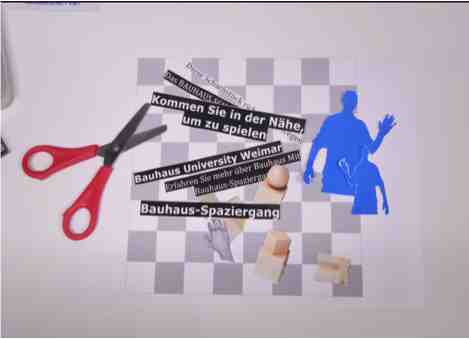 Das BAUHAUS
Kommen Sie in der Nähe,
um zu spielen
Bauhaus University Weimar
Erfahren Sie mehr über Bauhaus Mit
Bauhaus-Spaziergang
Bauhaus-Spaziergang